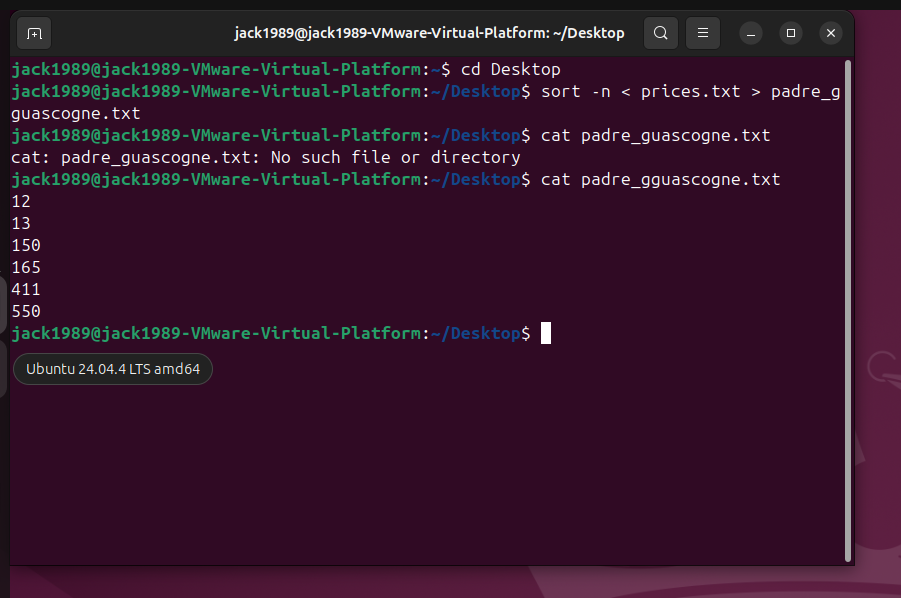 jack1989@jack1989-VMware-Virtual-Platform: ~/Desktop
jack1989@jack1989-VMware-Virtual-Platform:~$ cd Desktop
jack1989@jack1989-VMware-Virtual-Platform:~/Desktop$ sort -n < prices.txt > padre_g
guascogne.txt
jack1989@jack1989-VMware-Virtual-Platform:~/Desktop$ cat padre_guascogne.txt
cat: padre_guascogne.txt: No such file or directory
jack1989@jack1989-VMware-Virtual-Platform:~/Desktop$ cat padre_gguascogne.txt
12
13
150
165
411
550
jack1989@jack1989-VMware-Virtual-Platform:~/Desktop$
Ubuntu 24.04.4 LTS amd64